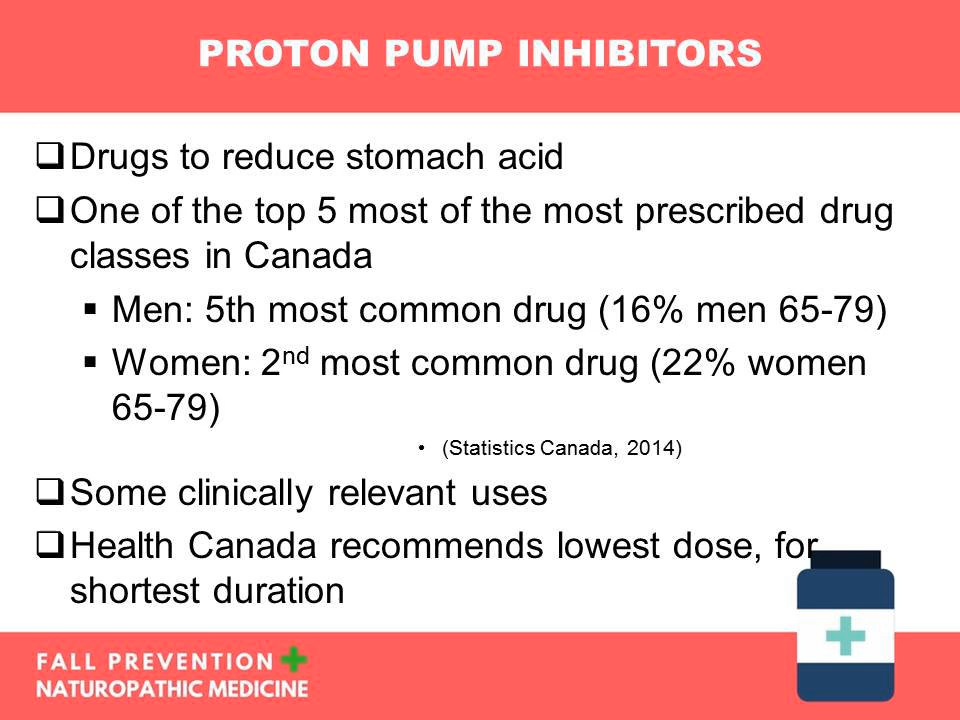 PROTON PUMP INHIBITORS
Drugs to reduce stomach acid
One of the top 5 most of the most prescribed drug
classes in Canada
Men: 5th most common drug (16% men 65-79)
Women: 2nd most common drug (22% women
65-79)
(Statistics Canada, 2014)
Some clinically relevant uses
Health Canada recommends lowest dose, for
shortest duration
FALL PREVENTION
NATUROPATHIC MEDICINE